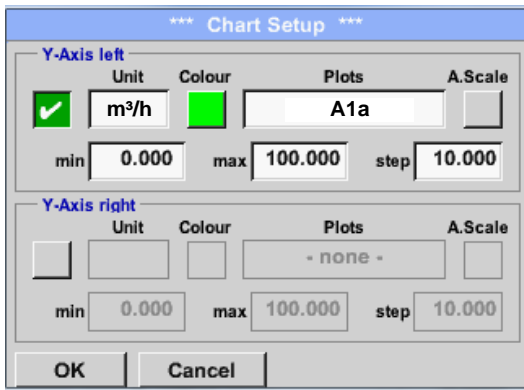 *** Chart Setup ***
Y-Axis left
Unit Colour Plots A.Scale
m³/h A1a
min 0.000 max 100.000 step 10.000
Y-Axis right
Unit Colour Plots A.Scale
- none -
min 0.000 max 100.000 step 10.000
OK Cancel